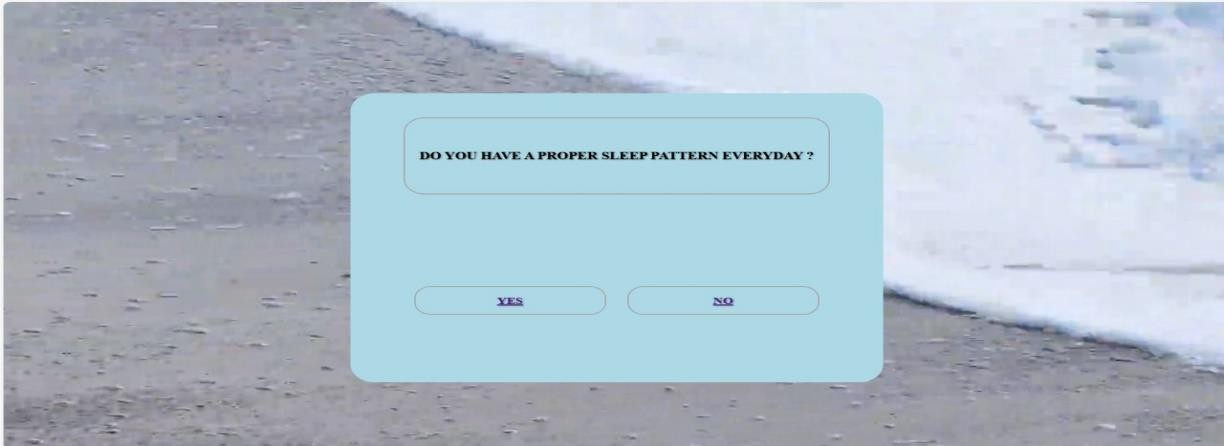 DO YOU HAVE A PROPER SLEEP PATTERN EVERYDAY ?
YES
NO